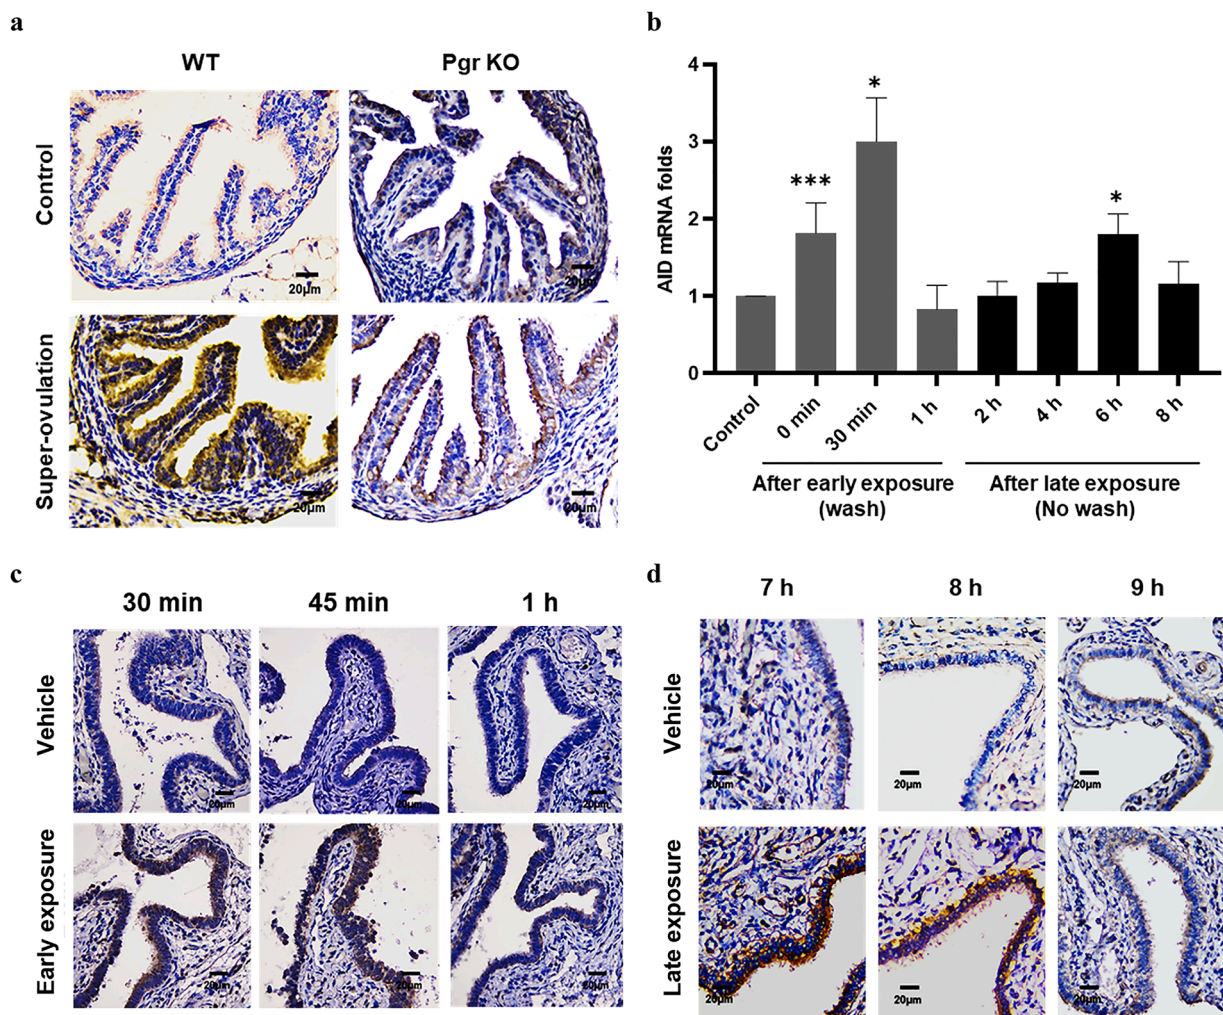 a
WT
Pgr KO
Control
20µm
20µm
Super-ovulation
20µm
20µm
b
AID mRNA folds
4
3
2
1
0
***
*
*
Control
0 min
30 min
1 h
2 h
4 h
6 h
8 h
After early exposure
(wash)
After late exposure
(No wash)
c
30 min
45 min
1 h
Vehicle
20µm
20µm
20µm
Early exposure
20µm
20µm
20µm
d
7 h
8 h
9 h
Vehicle
20µm
20µm
20µm
Late exposure
20µm
20µm
20µm